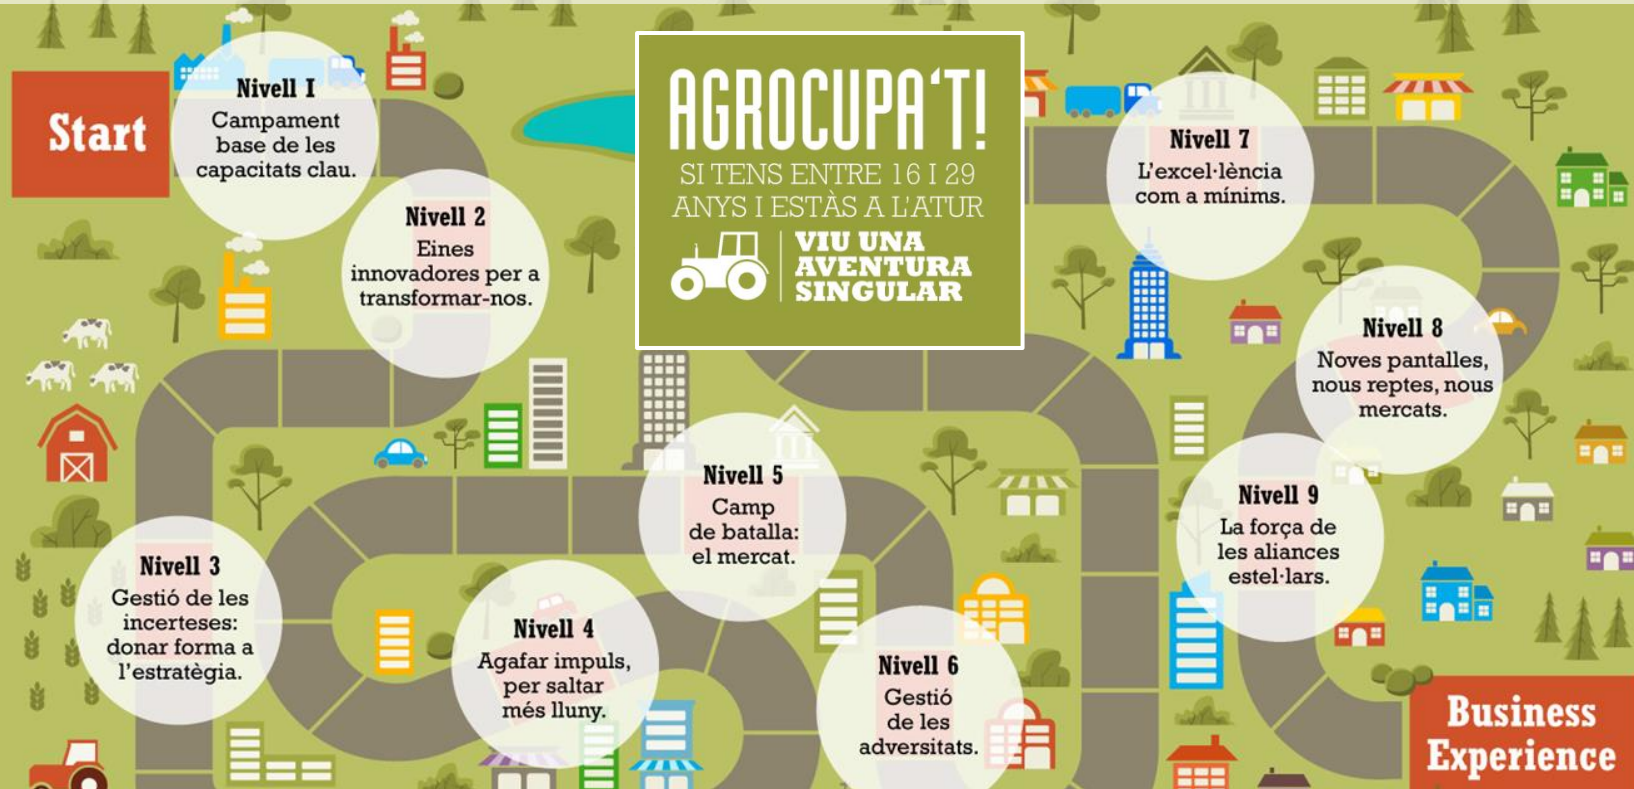 Start
Nivell I
Campament
base de les
capacitats clau.
Nivell 2
Eines
innovadores per a
transformar-nos.
Nivell 3
Gestió de les
incerteses:
donar forma a
l'estratègia.
Nivell 4
Agafar impuls,
per saltar
més lluny.
AGROCUPA'T!
SI TENS ENTRE 16 I 29
ANYS I ESTÀS A L'ATUR
VIU UNA
AVENTURA
SINGULAR
Nivell 5
Camp
de batalla:
el mercat.
Nivell 6
Gestió
de les
adversitats.
Nivell 7
L'excel·lència
com a mínims.
Nivell 8
Noves pantalles,
nous reptes, nous
mercats.
Nivell 9
La força de
les aliances
estel·lars.
Business
Experience